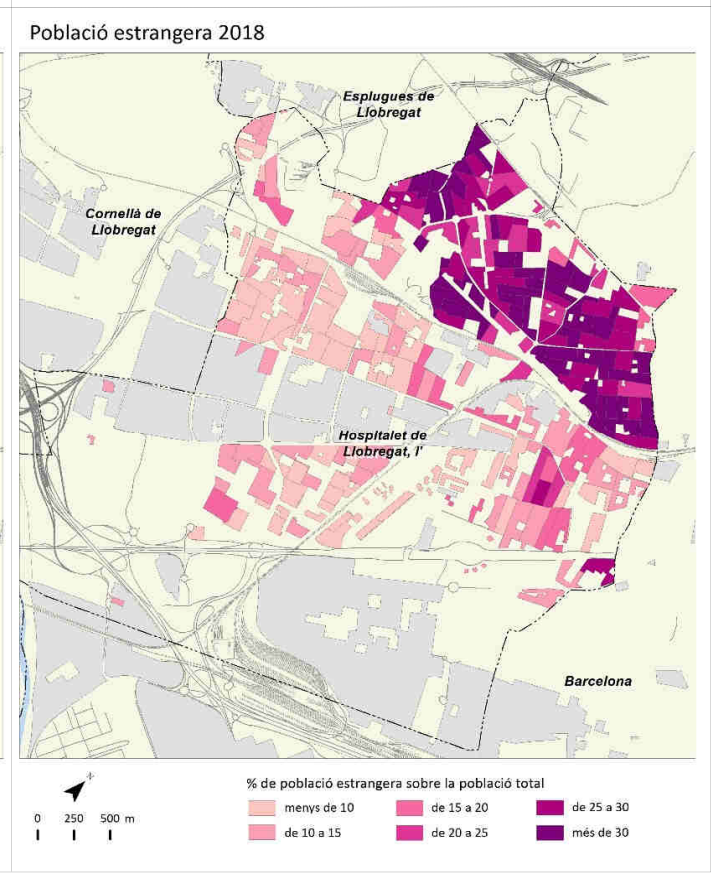 Població estrangera 2018
Esplugues de
Llobregat
Cornellà de
Llobregat
Hospitalet de
Llobregat, l'
Barcelona
N
% de població estrangera sobre la població total
0 250 500 m
menys de 10
de 15 a 20
de 25 a 30
de 10 a 15
de 20 a 25
més de 30